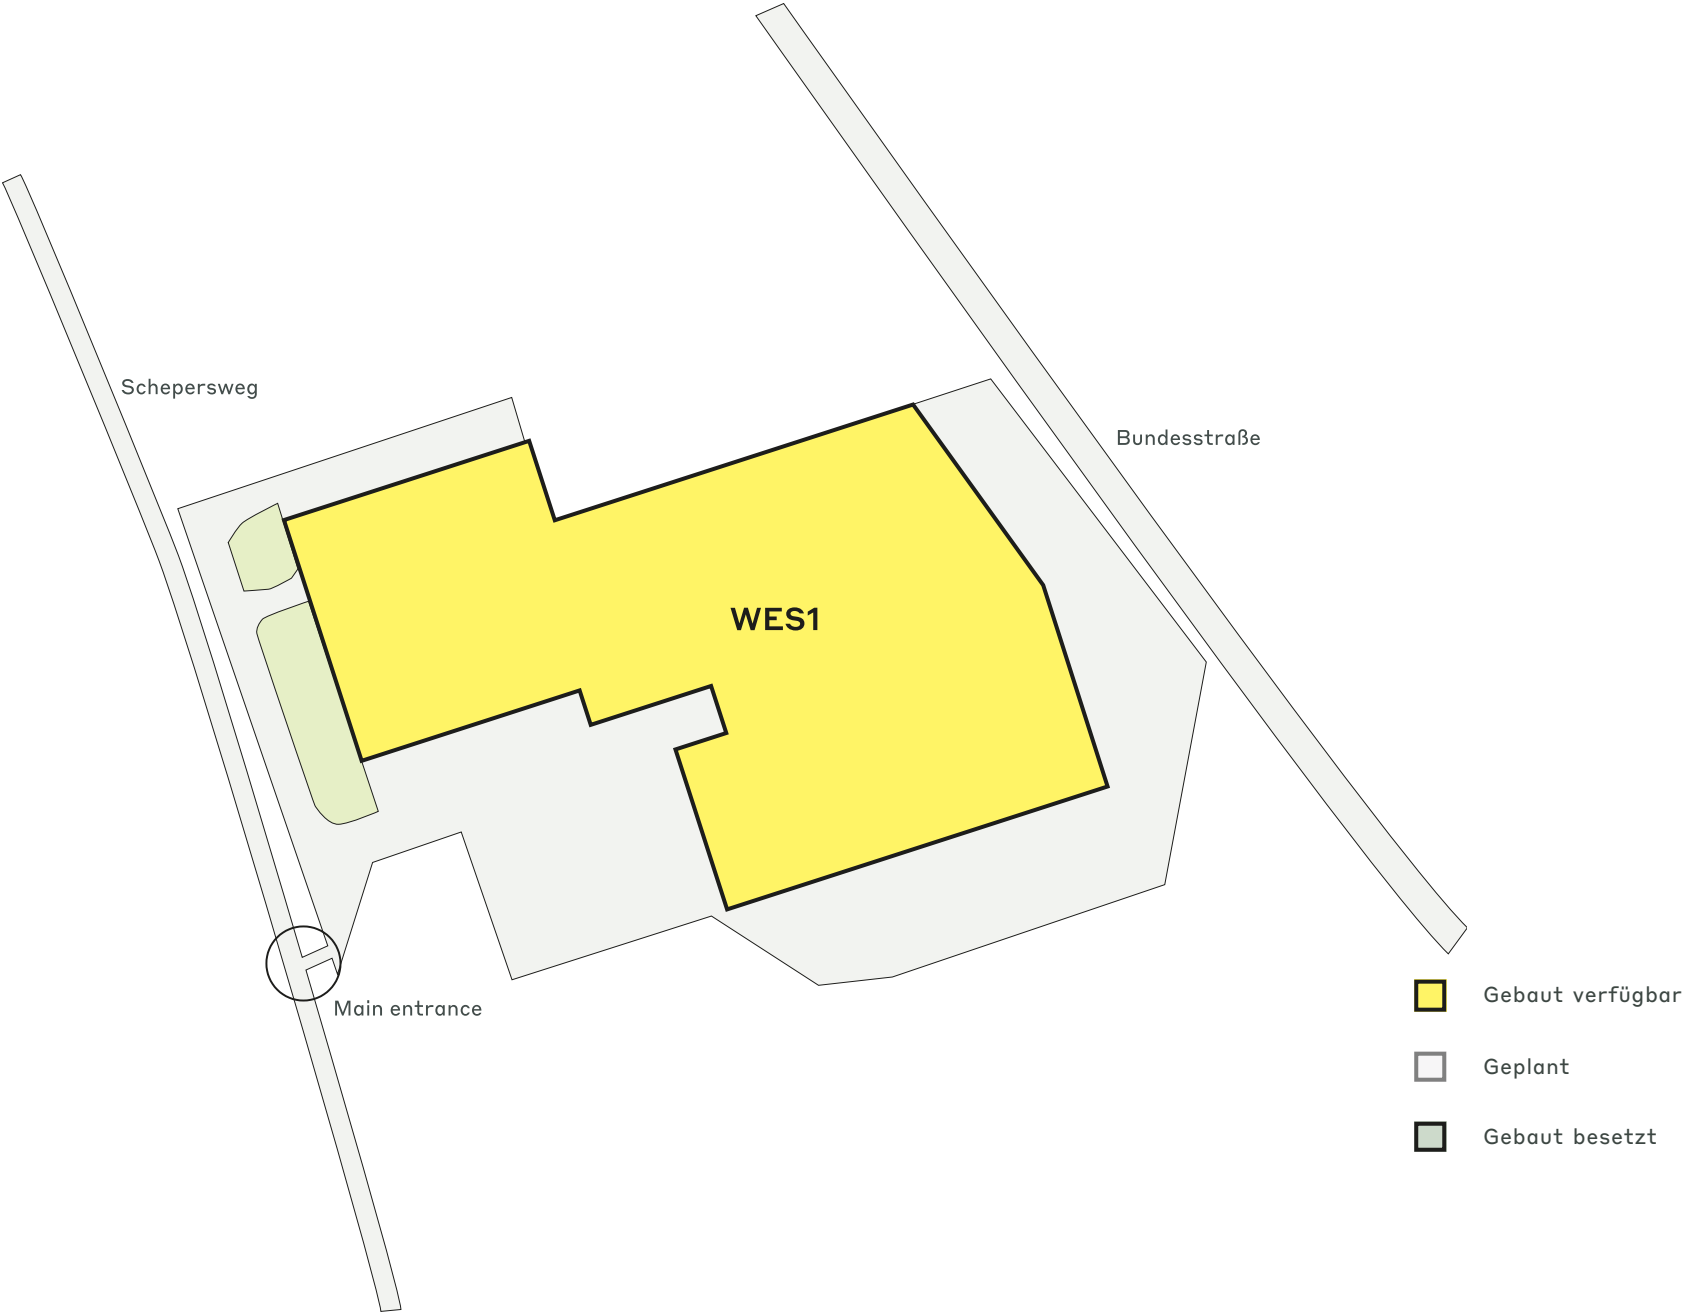 Schepersweg
Bundesstraße
WES1
Main entrance
Gebaut verfügbar
Geplant
Gebaut besetzt